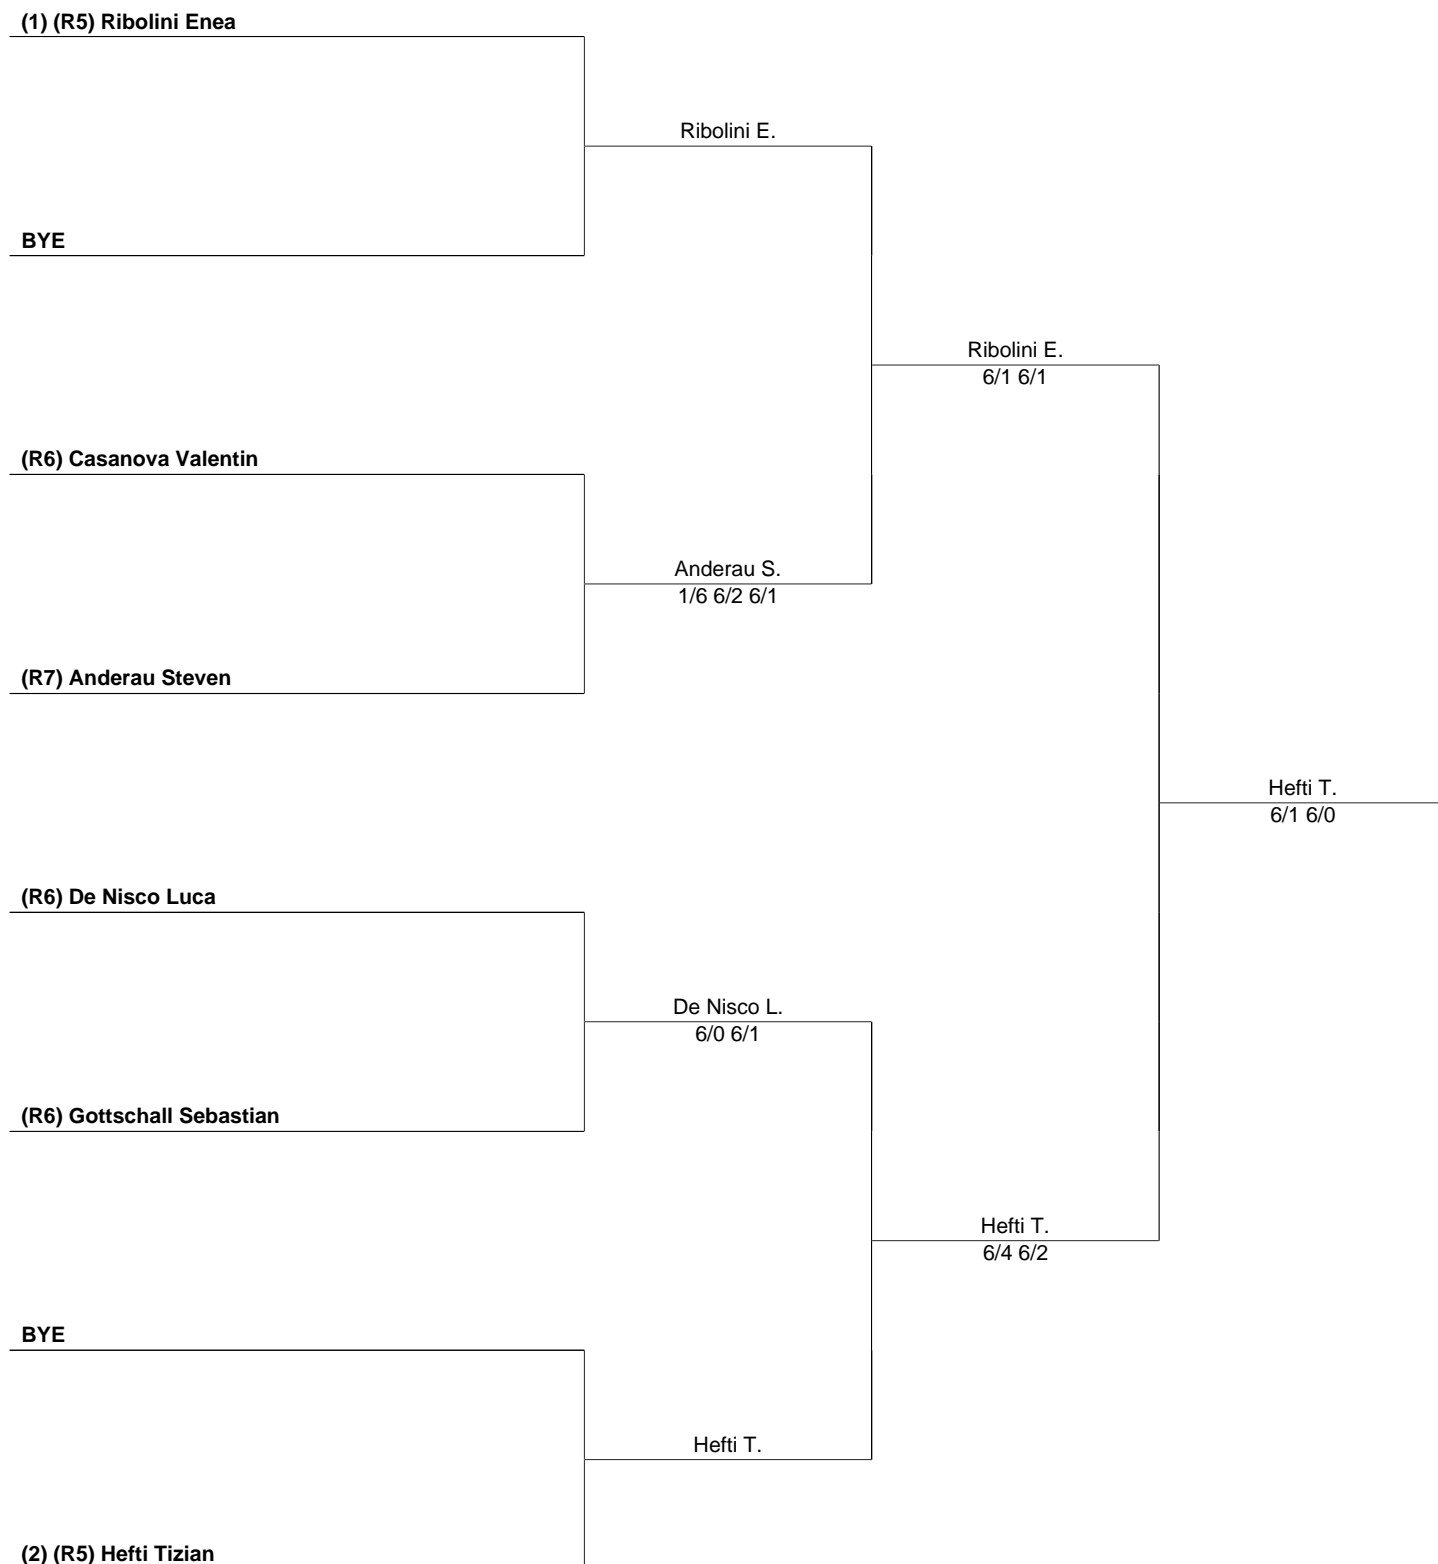 (1) (R5) Ribolini Enea
Ribolini E.
BYE
Ribolini E.
6/1 6/1
(R6) Casanova Valentin
Anderau S.
1/6 6/2 6/1
(R7) Anderau Steven
Hefti T.
6/1 6/0
(R6) De Nisco Luca
De Nisco L.
6/0 6/1
(R6) Gottschall Sebastian
Hefti T.
6/4 6/2
BYE
Hefti T.
(2) (R5) Hefti Tizian